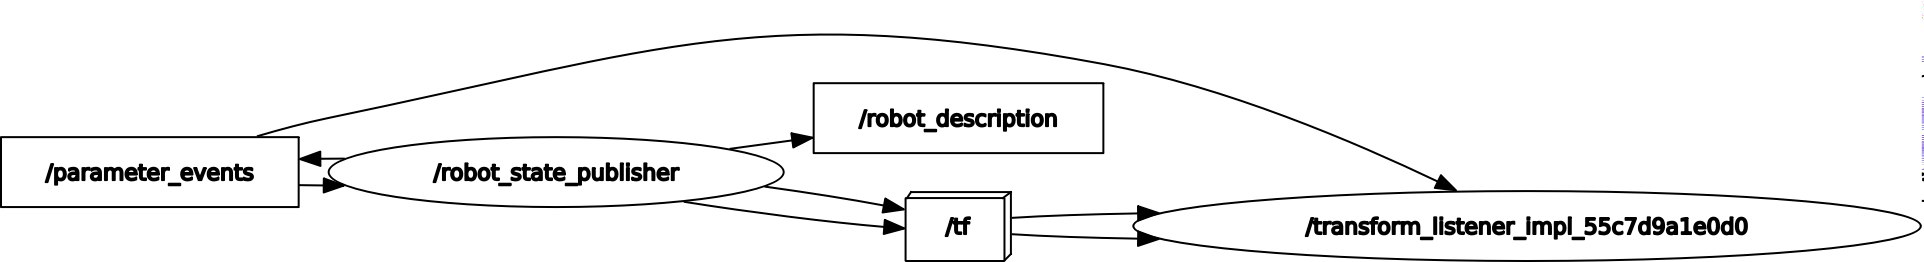 /robot_description
/parameter_events
/robot_state_publisher
/tf
/transform_listener_impl_55c7d9a1e0d0